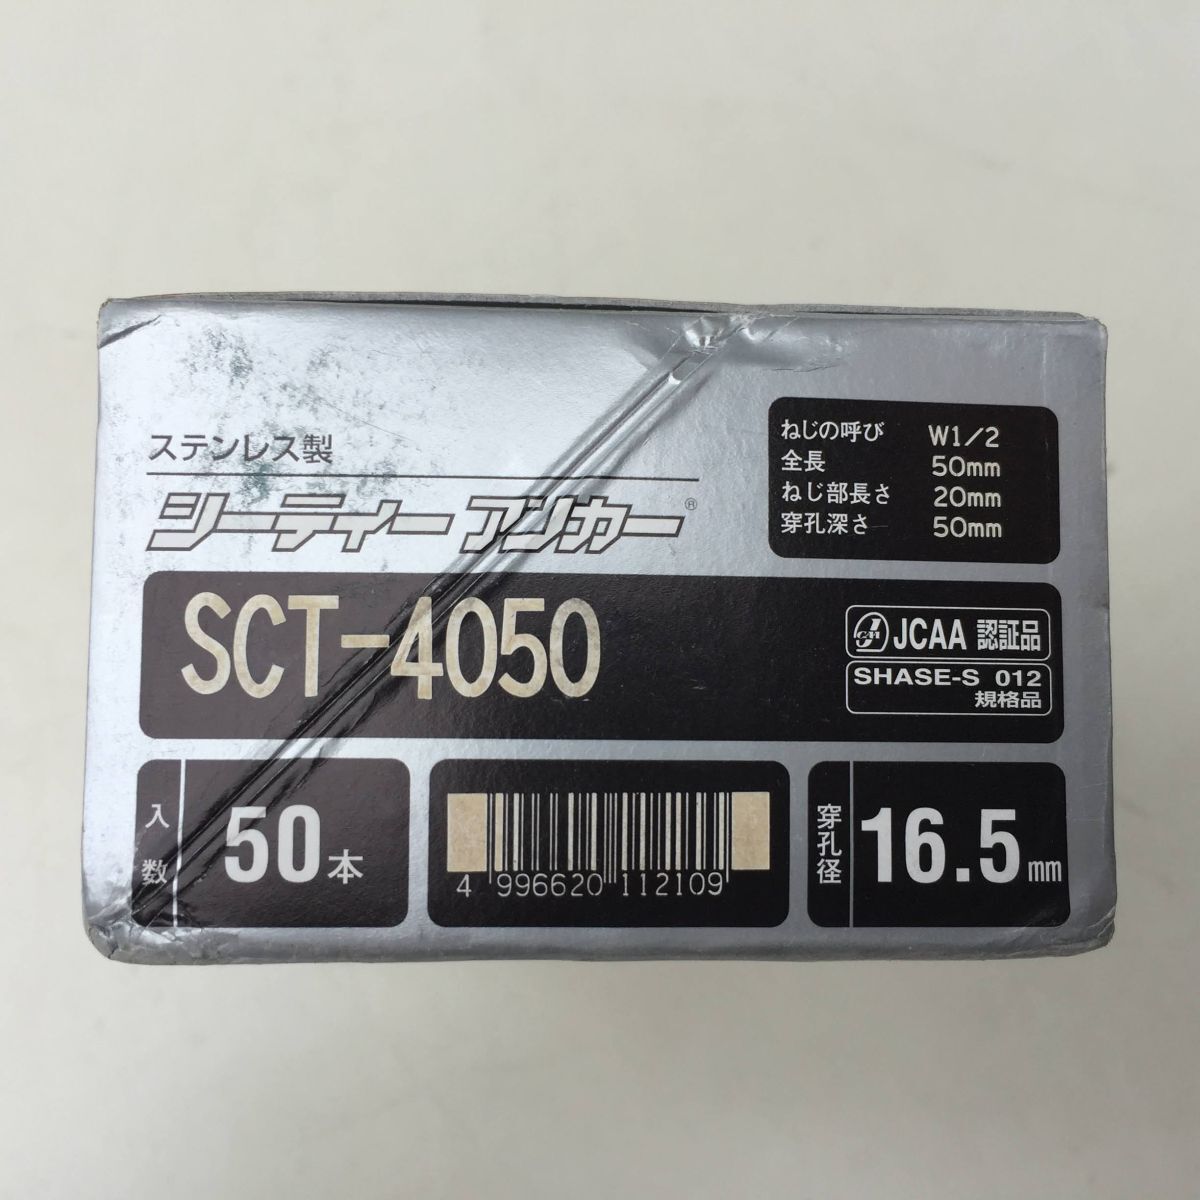 ステンレス製
シーティーアンカー®
ねじの呼び W1/2
全長 50mm
ねじ部長さ 20mm
穿孔深さ 50mm
SCT-4050
JCAA 認証品
SHASE-S 012
規格品
入数 50本
4 996620 112109
穿孔径 16.5mm